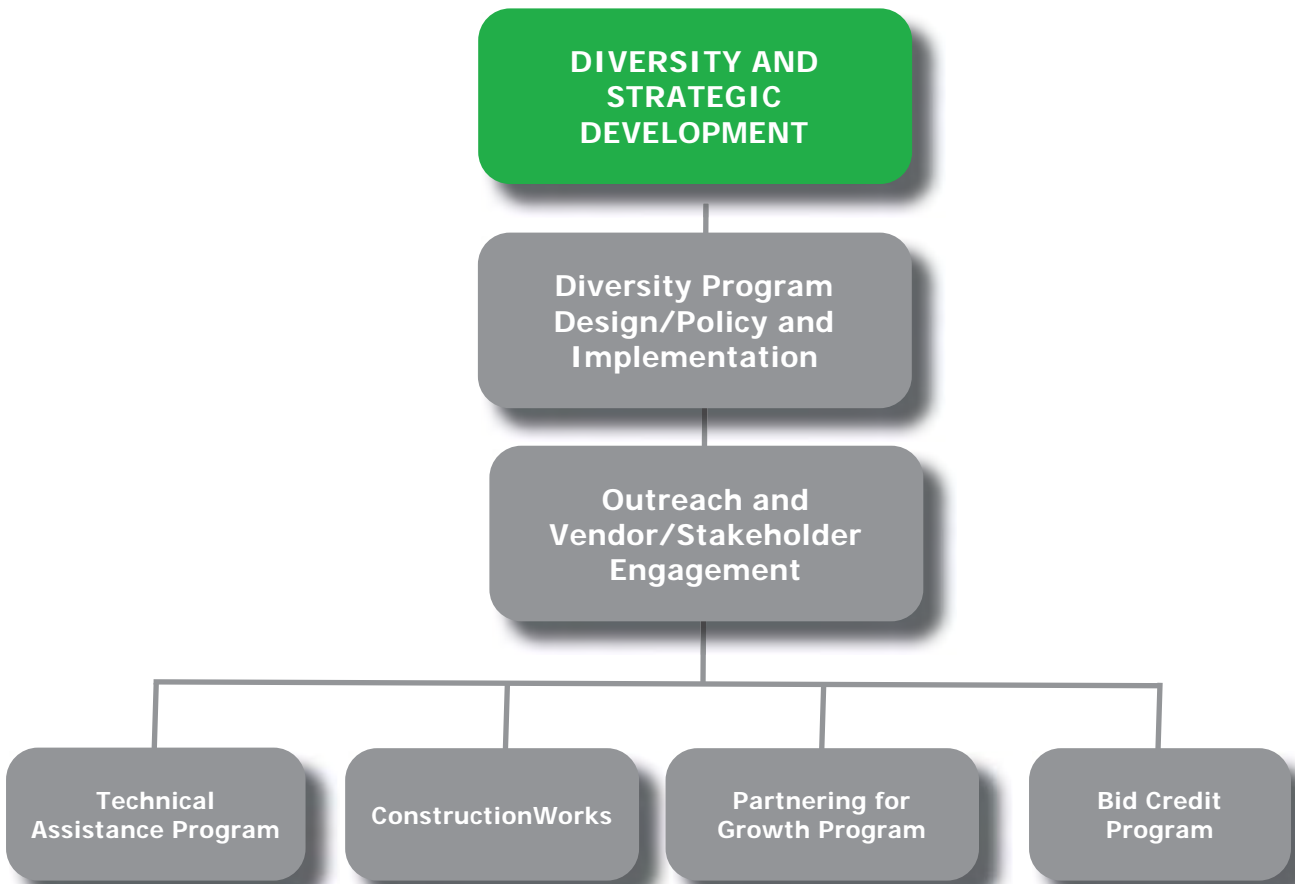 DIVERSITY AND
STRATEGIC
DEVELOPMENT
Diversity Program
Design/Policy and
Implementation
Outreach and
Vendor/Stakeholder
Engagement
Technical
Assistance Program
ConstructionWorks
Partnering for
Growth Program
Bid Credit
Program